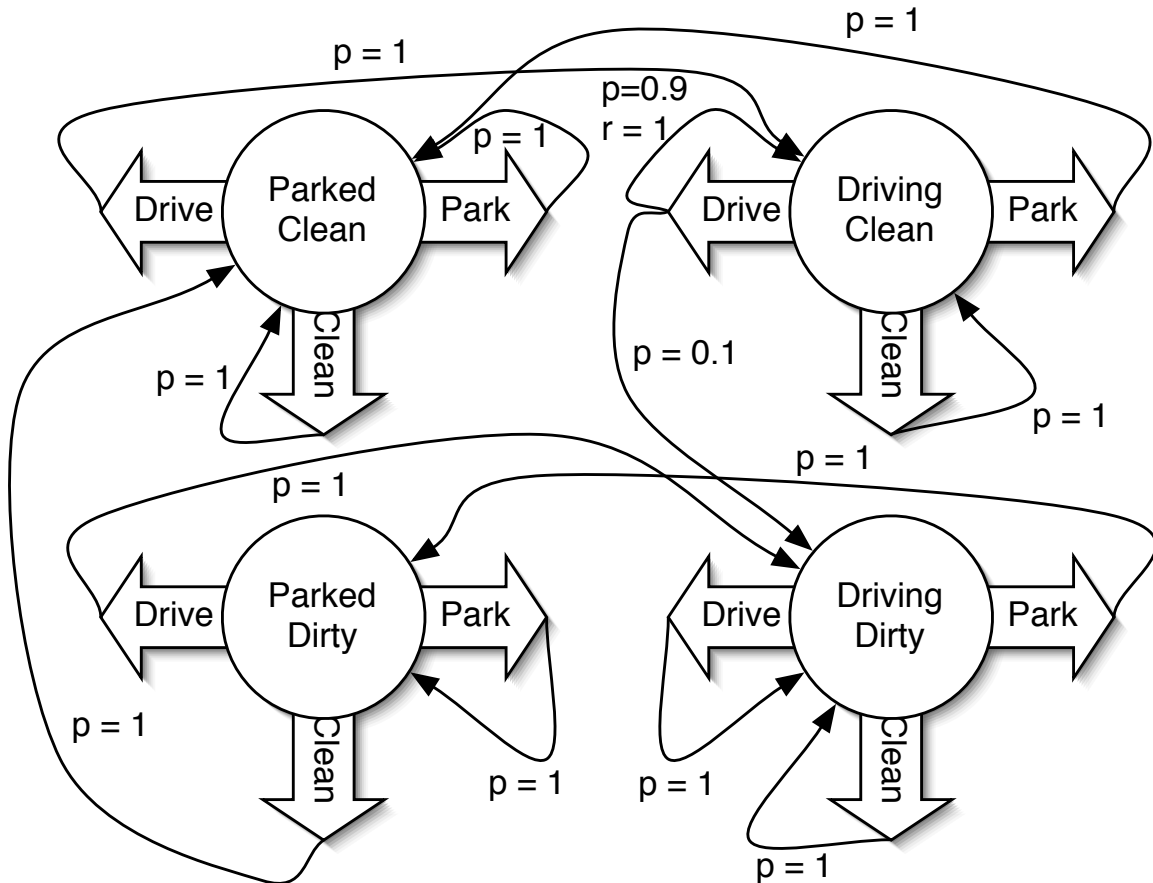 p = 1
p = 1
p=0.9
r = 1
p = 1
Drive
Parked
Clean
Park
Clean
p = 1
Drive
Driving
Clean
Park
Clean
p = 0.1
p = 1
p = 1
p = 1
Drive
Parked
Dirty
Park
Clean
p = 1
p = 1
Drive
Driving
Dirty
Park
Clean
p = 1
p = 1